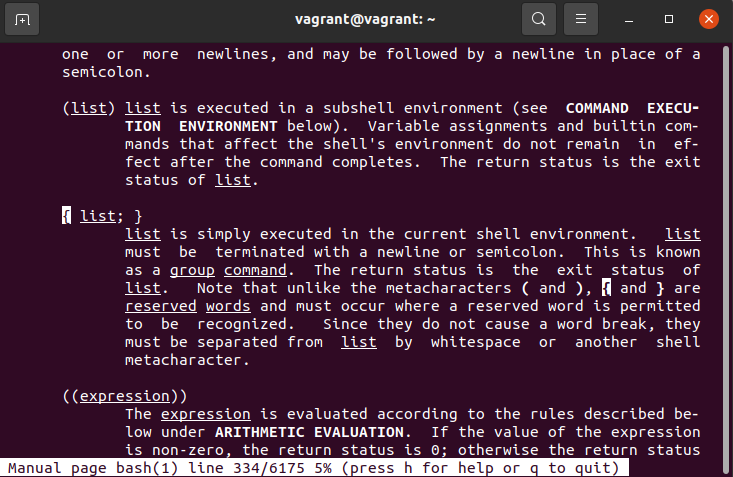 vagrant@vagrant: ~
one or more newlines, and may be followed by a newline in place of a
semicolon.
(list) list is executed in a subshell environment (see COMMAND EXECU-
TION ENVIRONMENT below). Variable assignments and builtin com-
mands that affect the shell's environment do not remain in ef-
fect after the command completes. The return status is the exit
status of list.
{ list; }
list is simply executed in the current shell environment. list
must be terminated with a newline or semicolon. This is known
as a group command. The return status is the exit status of
list. Note that unlike the metacharacters ( and ), { and } are
reserved words and must occur where a reserved word is permitted
to be recognized. Since they do not cause a word break, they
must be separated from list by whitespace or another shell
metacharacter.
((expression))
The expression is evaluated according to the rules described be-
low under ARITHMETIC EVALUATION. If the value of the expression
is non-zero, the return status is 0; otherwise the return status
Manual page bash(1) line 334/6175 5% (press h for help or q to quit)